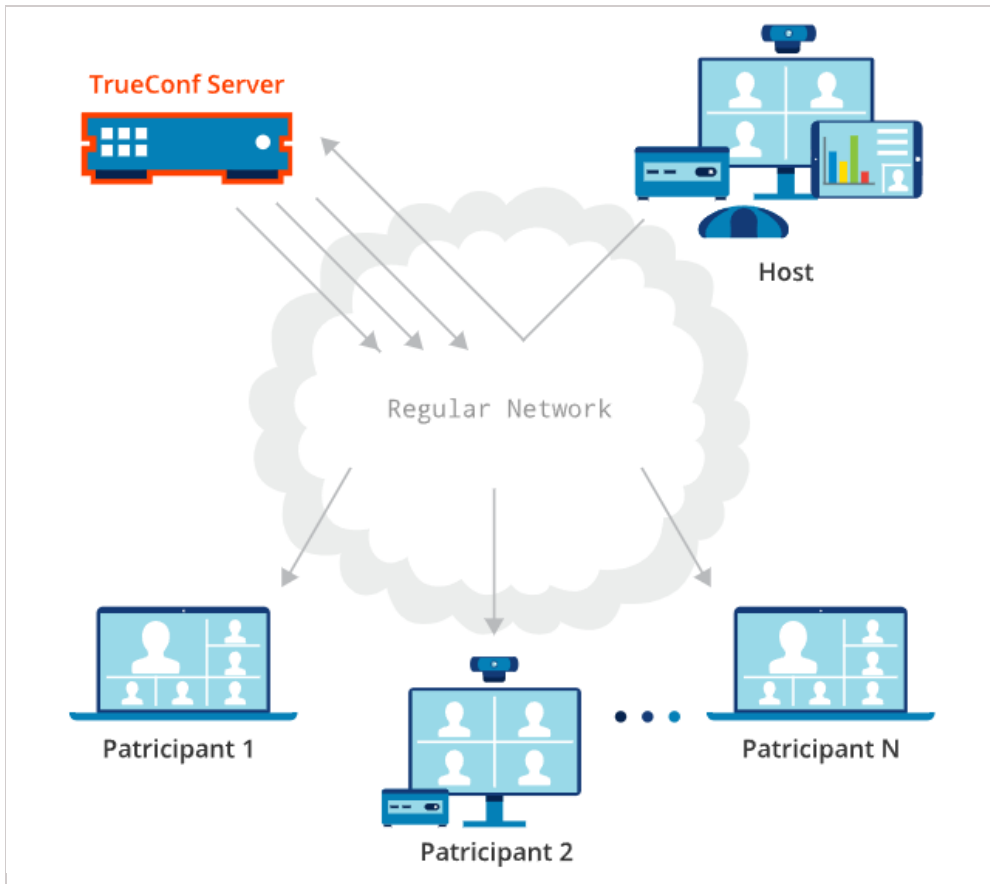 TrueConf Server
Host
Regular Network
Patricipant 1
Patricipant N
Patricipant 2